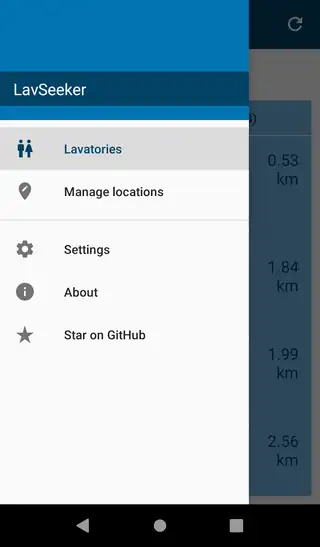 LavSeeker
Lavatories
0.53
km
Manage locations
Settings
1.84
km
About
Star on GitHub
1.99
km
2.56
km